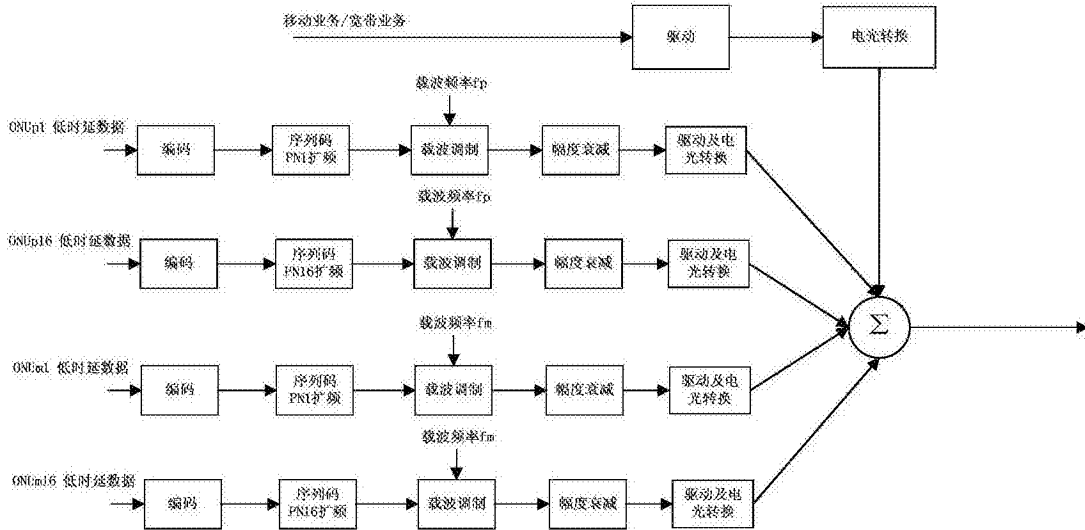 移动业务/宽带业务
驱动
电光转换
载波频率fp
ONUp1 低时延数据
编码
序列码
PN1扩频
载波调制
幅度衰减
驱动及电
光转换
载波频率fp
ONUp16 低时延数据
编码
序列码
PN16扩频
载波调制
幅度衰减
驱动及电
光转换
Σ
载波频率fm
ONUm1 低时延数据
编码
序列码
PN1扩频
载波调制
幅度衰减
驱动及电
光转换
载波频率fm
ONUm16 低时延数据
编码
序列码
PN16扩频
载波调制
幅度衰减
驱动及电
光转换